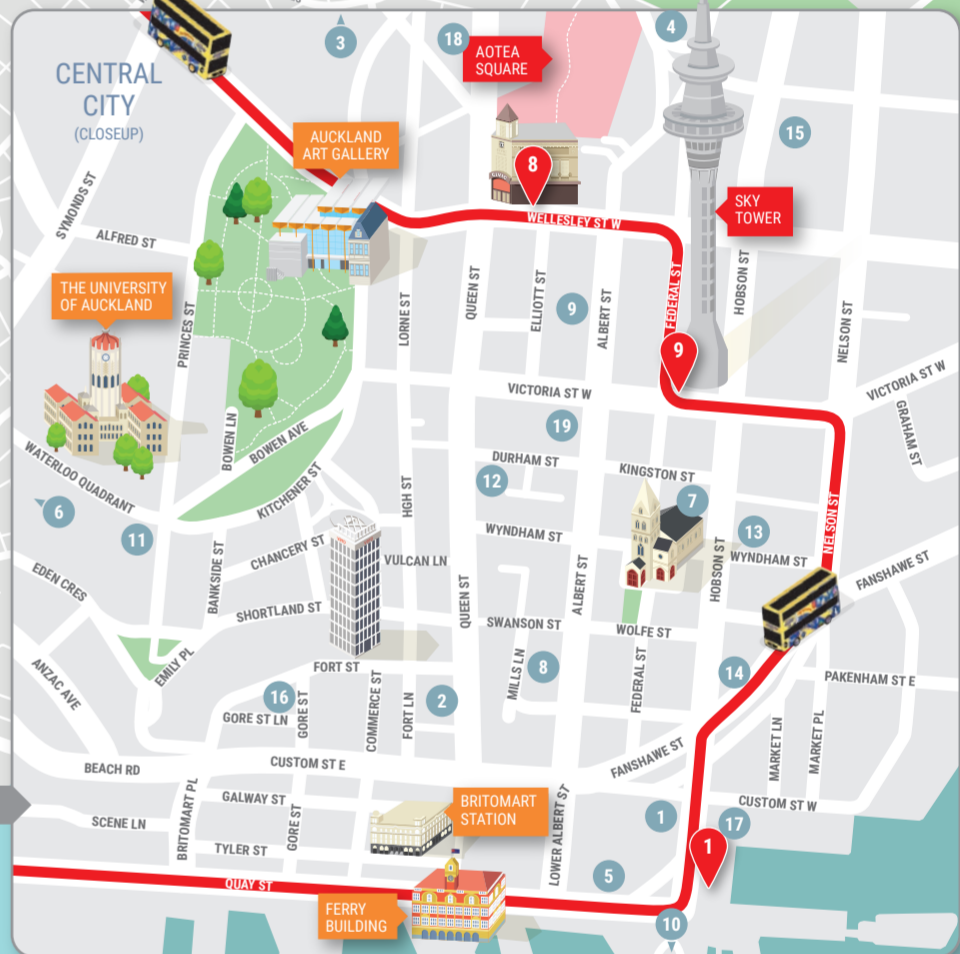 3
18
4
AOTEA
SQUARE
CENTRAL
CITY
(CLOSEUP)
15
AUCKLAND
ART GALLERY
8
SKY
TOWER
WELLESLEY ST W
SYMONDS ST
ALFRED ST
THE UNIVERSITY
OF AUCKLAND
PRINCES ST
LORNE ST
QUEEN ST
ELLIOTT ST
9
ALBERT ST
FEDERAL ST
HOBSON ST
NELSON ST
9
VICTORIA ST W
VICTORIA ST W
GRAHAM ST
BOWEN LN
BOWEN AVE
19
DURHAM ST
KINGSTON ST
WATERLOO QUADRANT
KITCHENER ST
HGH ST
12
7
6
11
NELSON ST
WYNDHAM ST
13
WYNDHAM ST
HOBSON ST
CHANCERY ST
VULCAN LN
FANSHAWE ST
EDEN CRES
BANKSIDE ST
QUEEN ST
ALBERT ST
SHORTLAND ST
SWANSON ST
WOLFE ST
EMILY PL
FORT ST
MILLS LN
8
FEDERAL ST
14
PAKENHAM ST E
ANZAC AVE
16
GORE ST LN
GORE ST
COMMERCE ST
FORT LN
2
MARKET LN
MARKET PL
FANSHAWE ST
BEACH RD
CUSTOM ST E
GALWAY ST
BRITOMART
STATION
CUSTOM ST W
SCENE LN
BRITOMART PL
GORE ST
LOWER ALBERT ST
1
17
1
TYLER ST
QUAY ST
5
FERRY
BUILDING
10